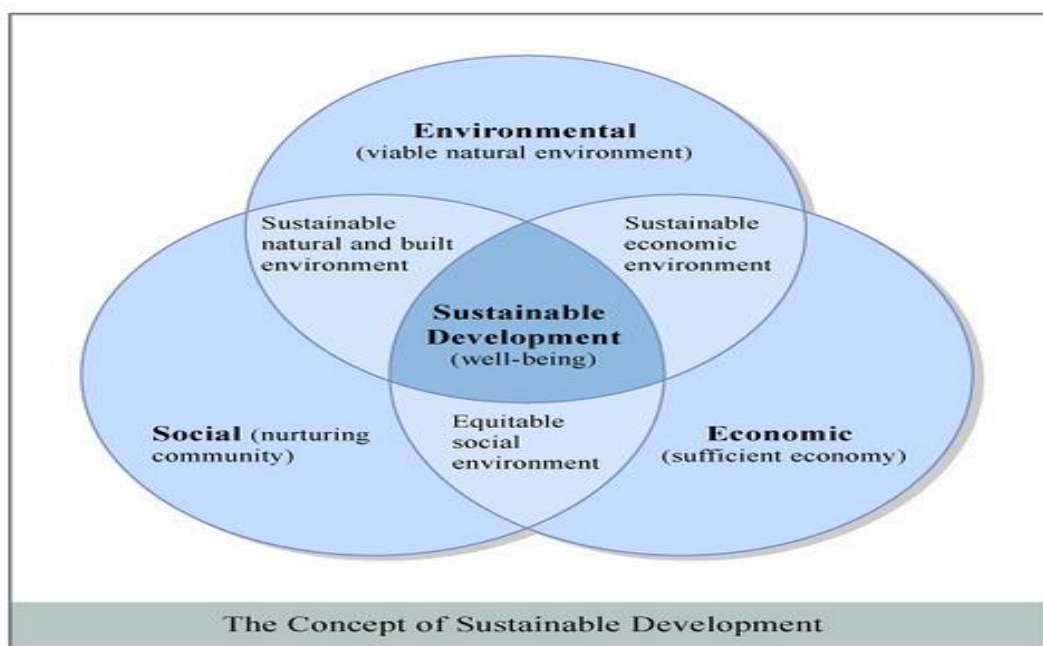 Environmental
(viable natural environment)
Sustainable
natural and built
environment
Sustainable
economic
environment
Sustainable
Development
(well-being)
Social (nurturing
community)
Equitable
social
environment
Economic
(sufficient economy)
The Concept of Sustainable Development